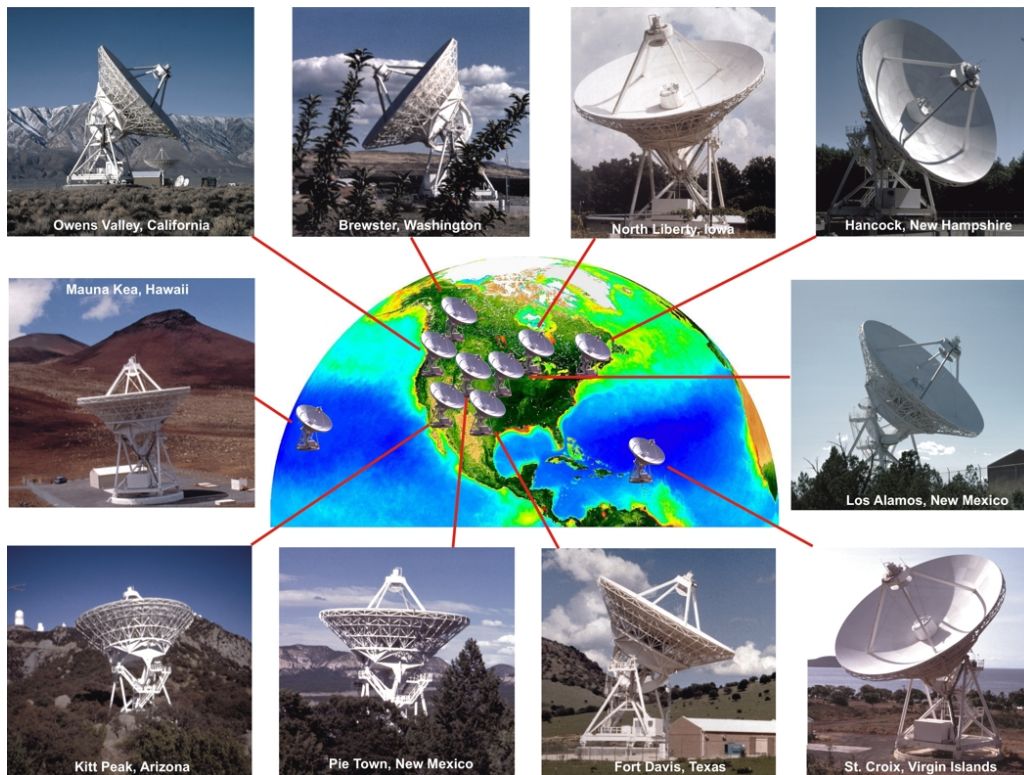 Owens Valley, California
Brewster, Washington
North Liberty, Iowa
Hancock, New Hampshire
Mauna Kea, Hawaii
Los Alamos, New Mexico
Kitt Peak, Arizona
Pie Town, New Mexico
Fort Davis, Texas
St. Croix, Virgin Islands